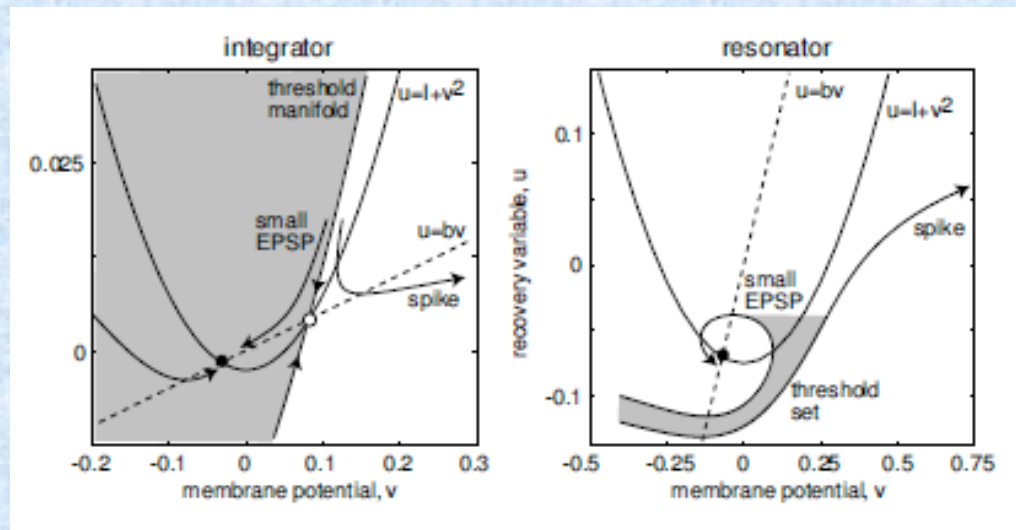 integrator
threshold
manifold
u=I+v²
0.025
small
EPSP
u=bv
spike
0
-0.2 -0.1 0 0.1 0.2 0.3
membrane potential, v
resonator
u=bv
u=I+v²
0.1
recovery variable, u
spike
0
small
EPSP
-0.1
threshold
set
-0.5 -0.25 0 0.25 0.5 0.75
membrane potential, v